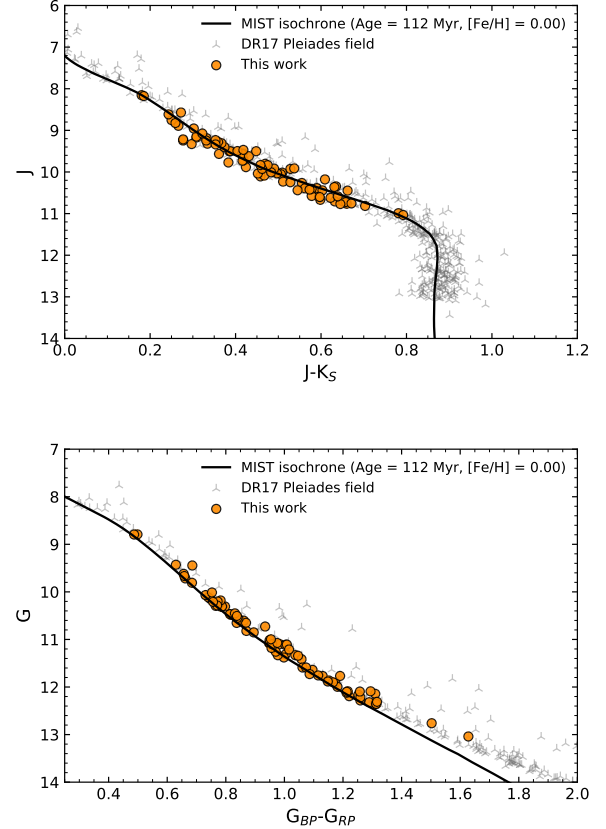 6
7
8
9
10
11
12
13
14
J
MIST isochrone (Age = 112 Myr, [Fe/H] = 0.00)
DR17 Pleiades field
This work
0.0 0.2 0.4 0.6 0.8 1.0 1.2
J-K_S
7
8
9
10
11
12
13
14
G
MIST isochrone (Age = 112 Myr, [Fe/H] = 0.00)
DR17 Pleiades field
This work
0.4 0.6 0.8 1.0 1.2 1.4 1.6 1.8 2.0
G_BP-G_RP